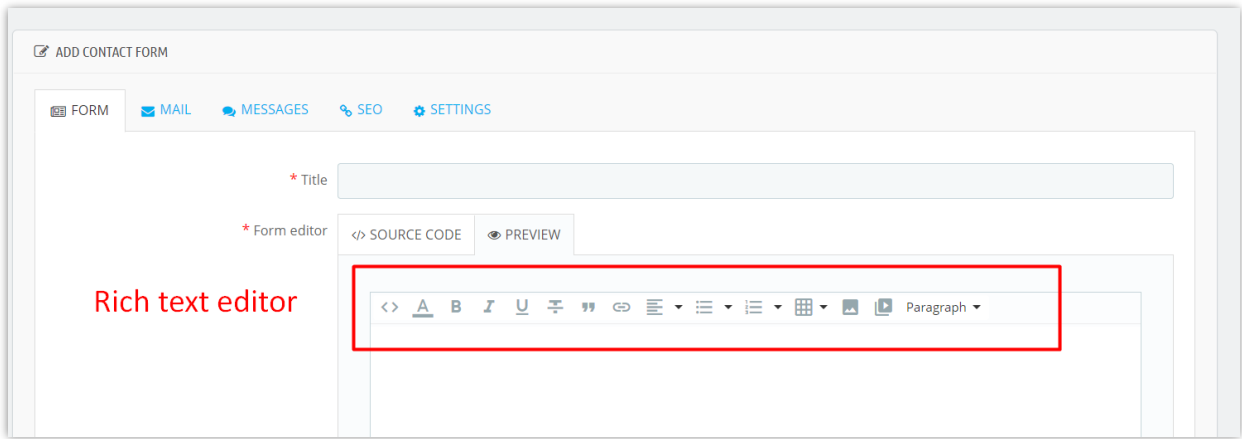 ADD CONTACT FORM
FORM MAIL MESSAGES SEO SETTINGS
* Title
* Form editor </> SOURCE CODE PREVIEW
Rich text editor
<> A B I U T Paragraph